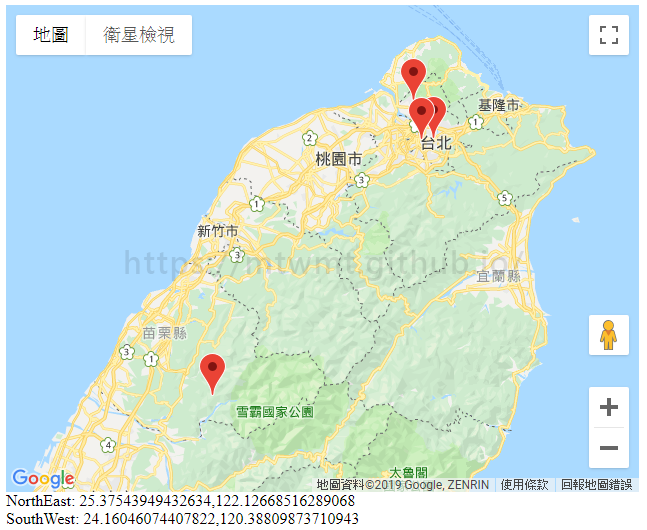 地圖 衛星檢視
基隆市
台北
桃園市
新竹市
https://mtwmt.github.io/
宜蘭縣
苗栗縣
雪霸國家公園
太魯閣
2
1
1
3
5
3
3
1
4
Google
地圖資料©2019 Google, ZENRIN 使用條款 回報地圖錯誤
NorthEast: 25.37543949432634,122.12668516289068
SouthWest: 24.16046074407822,120.38809873710943